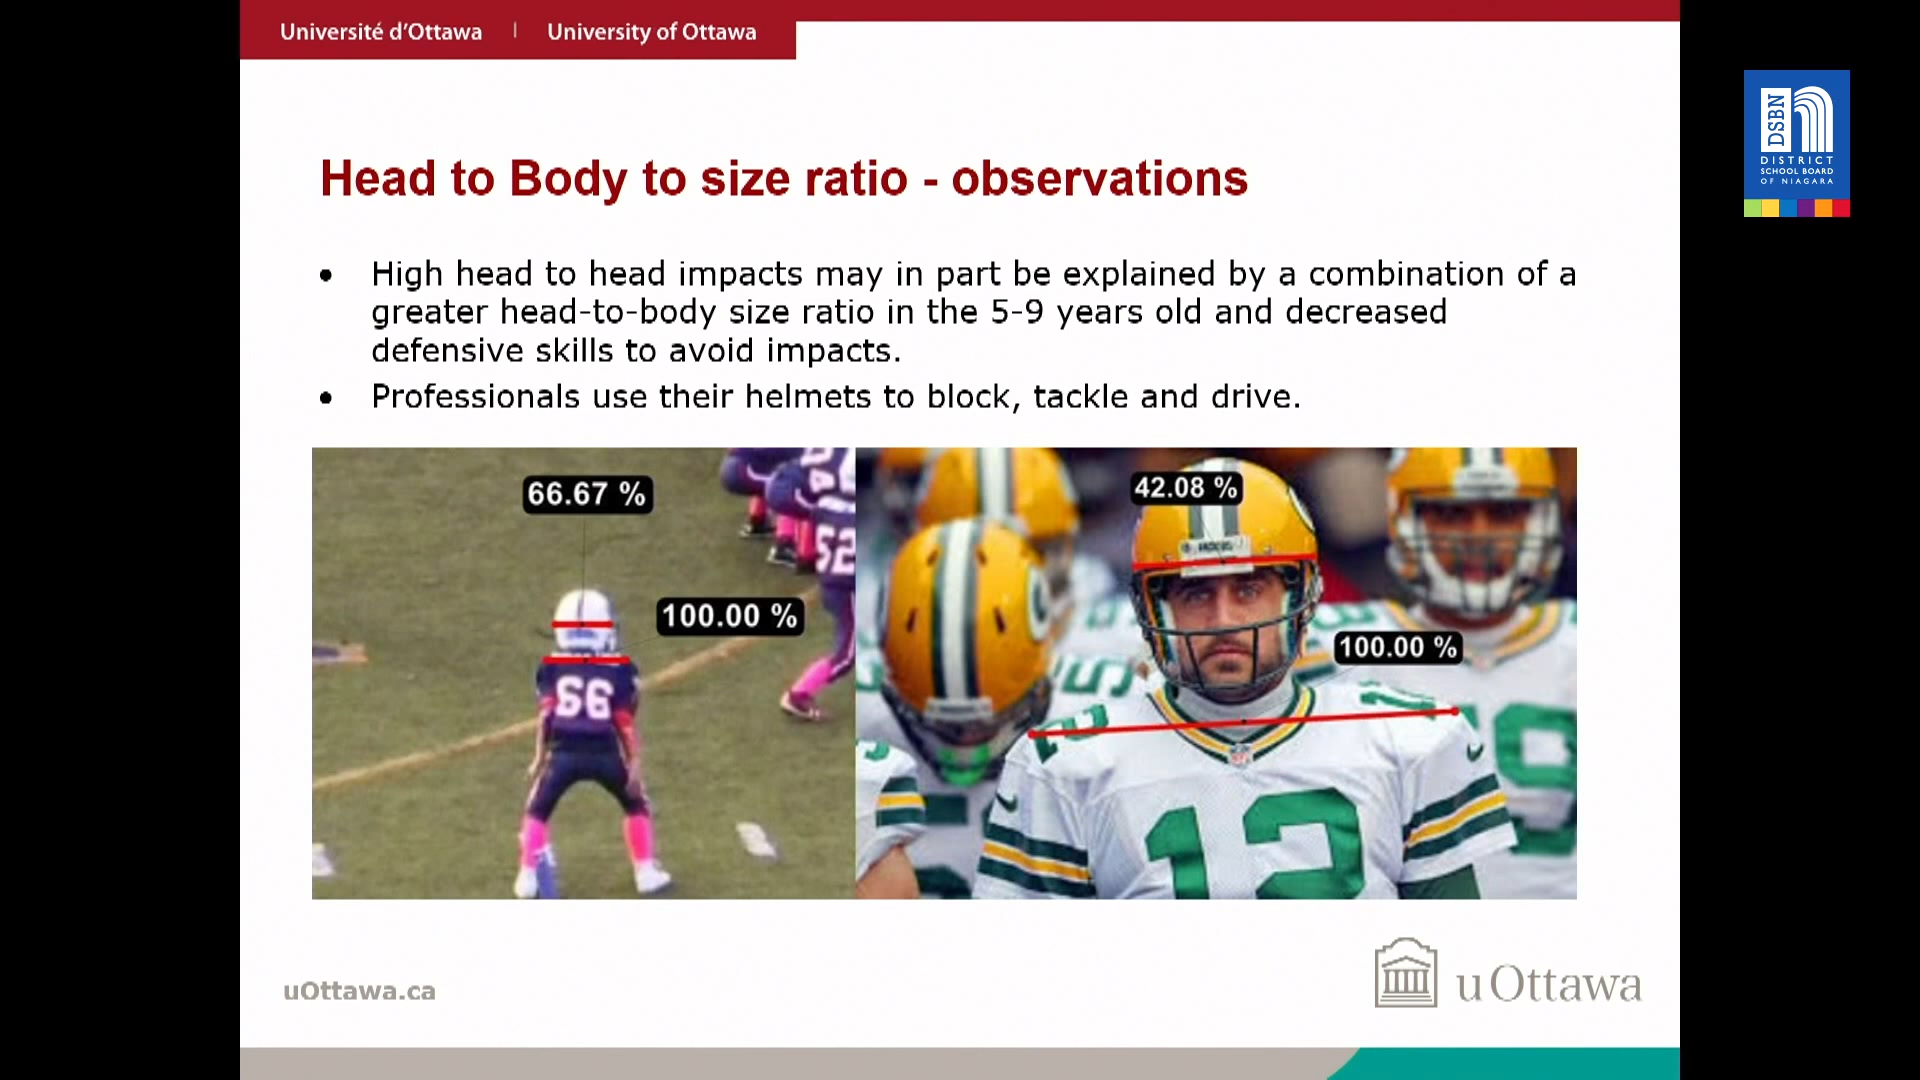 Université d'Ottawa | University of Ottawa
DSBN
DISTRICT
SCHOOL BOARD
OF NIAGARA
Head to Body to size ratio - observations
• High head to head impacts may in part be explained by a combination of a
greater head-to-body size ratio in the 5-9 years old and decreased
defensive skills to avoid impacts.
• Professionals use their helmets to block, tackle and drive.
66.67 %
100.00 %
52
66
42.08 %
100.00 %
12
uOttawa.ca
uOttawa